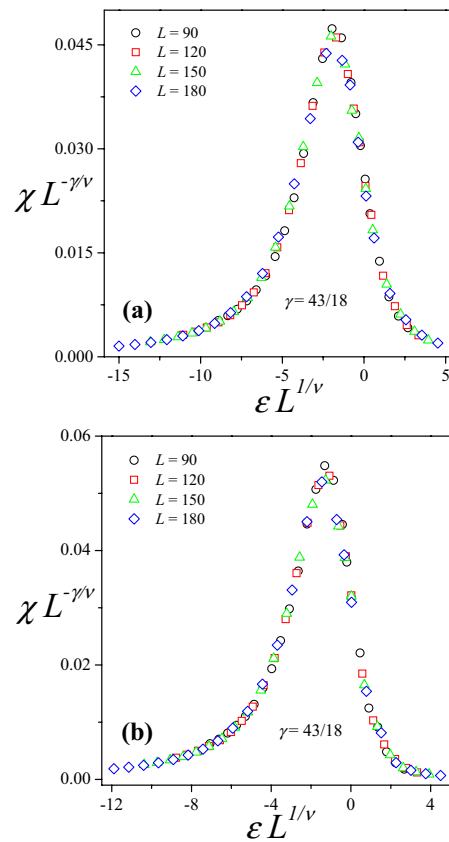 L = 90
L = 120
L = 150
L = 180
0.045
0.030
0.015
0.000
χ L^{-γ/ν}
(a)
γ = 43/18
-15 -10 -5 0 5
ε L^{1/ν}
0.06
L = 90
L = 120
L = 150
L = 180
0.04
0.02
0.00
χ L^{-γ/ν}
(b)
γ = 43/18
-12 -8 -4 0 4
ε L^{1/ν}